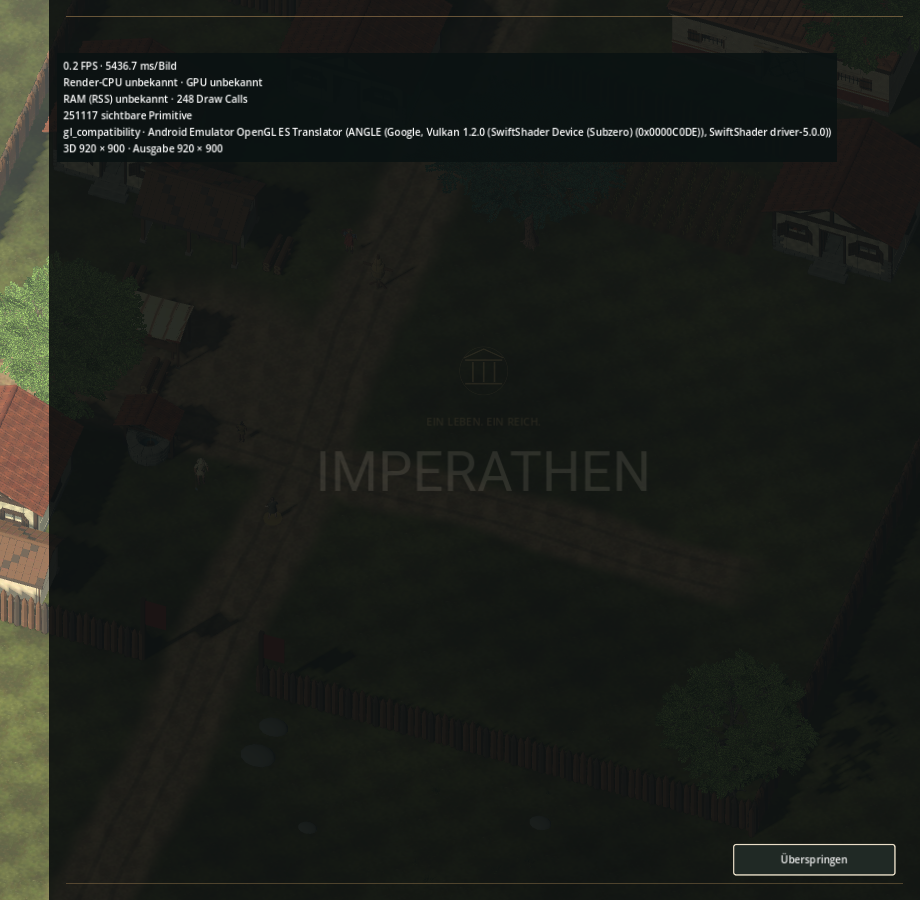 0.2 FPS · 5436.7 ms/Bild
Render-CPU unbekannt · GPU unbekannt
RAM (RSS) unbekannt · 248 Draw Calls
251117 sichtbare Primitive
gl_compatibility · Android Emulator OpenGL ES Translator (ANGLE (Google, Vulkan 1.2.0 (SwiftShader Device (Subzero) (0x0000C0DE)), SwiftShader driver-5.0.0))
3D 920 × 900 · Ausgabe 920 × 900
EIN LEBEN. EIN REICH.
IMPERATHEN
Überspringen